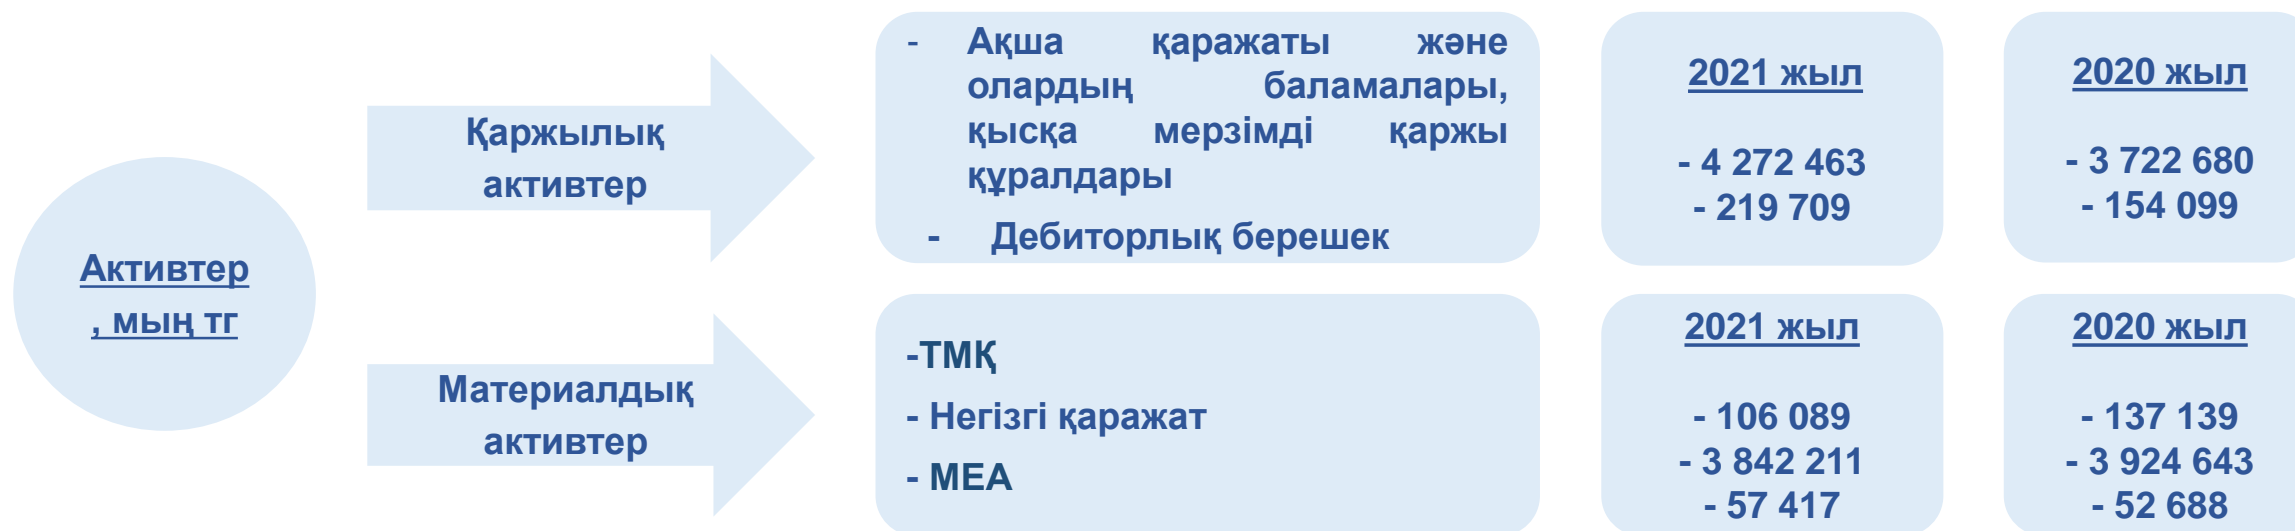 Активтер
, мың тг
Қаржылық
активтер
- Ақша қаражаты және
олардың баламалары,
қысқа мерзімді қаржы
құралдары
- Дебиторлық берешек
2021 жыл
- 4 272 463
- 219 709
2020 жыл
- 3 722 680
- 154 099
Материалдық
активтер
-ТМҚ
- Негізгі қаражат
- МЕА
2021 жыл
- 106 089
- 3 842 211
- 57 417
2020 жыл
- 137 139
- 3 924 643
- 52 688